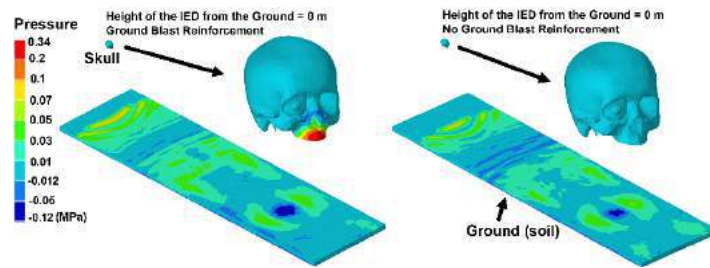 Height of the IED from the Ground = 0 m
Ground Blast Reinforcement
Height of the IED from the Ground = 0 m
No Ground Blast Reinforcement
Pressure
0.34
0.2
0.1
0.07
0.05
0.03
0.01
-0.012
-0.06
-0.12 (MPa)
Skull
Ground (soil)